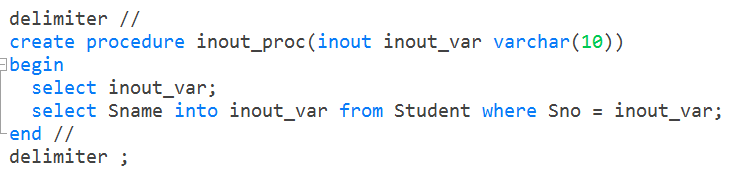 delimiter //
create procedure inout_proc(inout inout_var varchar(10))
begin
  select inout_var;
  select Sname into inout_var from Student where Sno = inout_var;
end //
delimiter ;